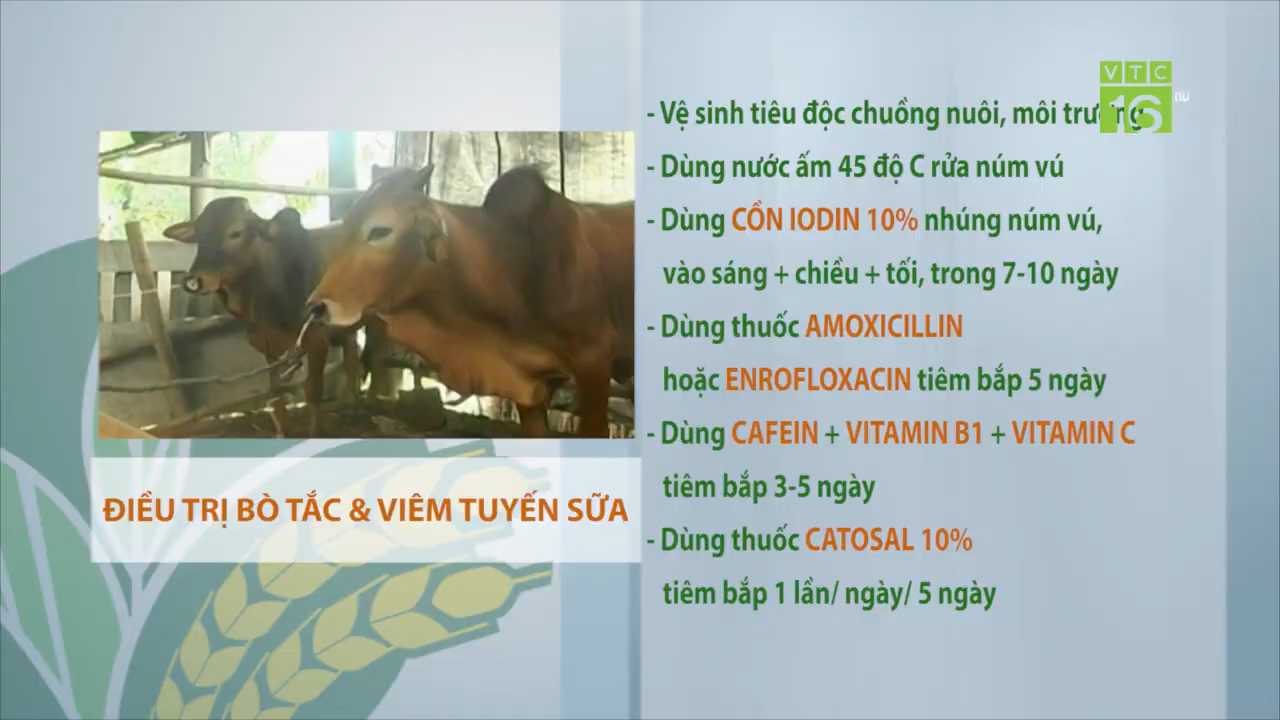 VTC
16
HD
- Vệ sinh tiêu độc chuồng nuôi, môi trường
- Dùng nước ấm 45 độ C rửa núm vú
- Dùng CỒN IODIN 10% nhúng núm vú,
vào sáng + chiều + tối, trong 7-10 ngày
- Dùng thuốc AMOXICILLIN
hoặc ENROFLOXACIN tiêm bắp 5 ngày
- Dùng CAFEIN + VITAMIN B1 + VITAMIN C
tiêm bắp 3-5 ngày
- Dùng thuốc CATOSAL 10%
tiêm bắp 1 lần/ ngày/ 5 ngày
ĐIỀU TRỊ BÒ TẮC & VIÊM TUYẾN SỮA